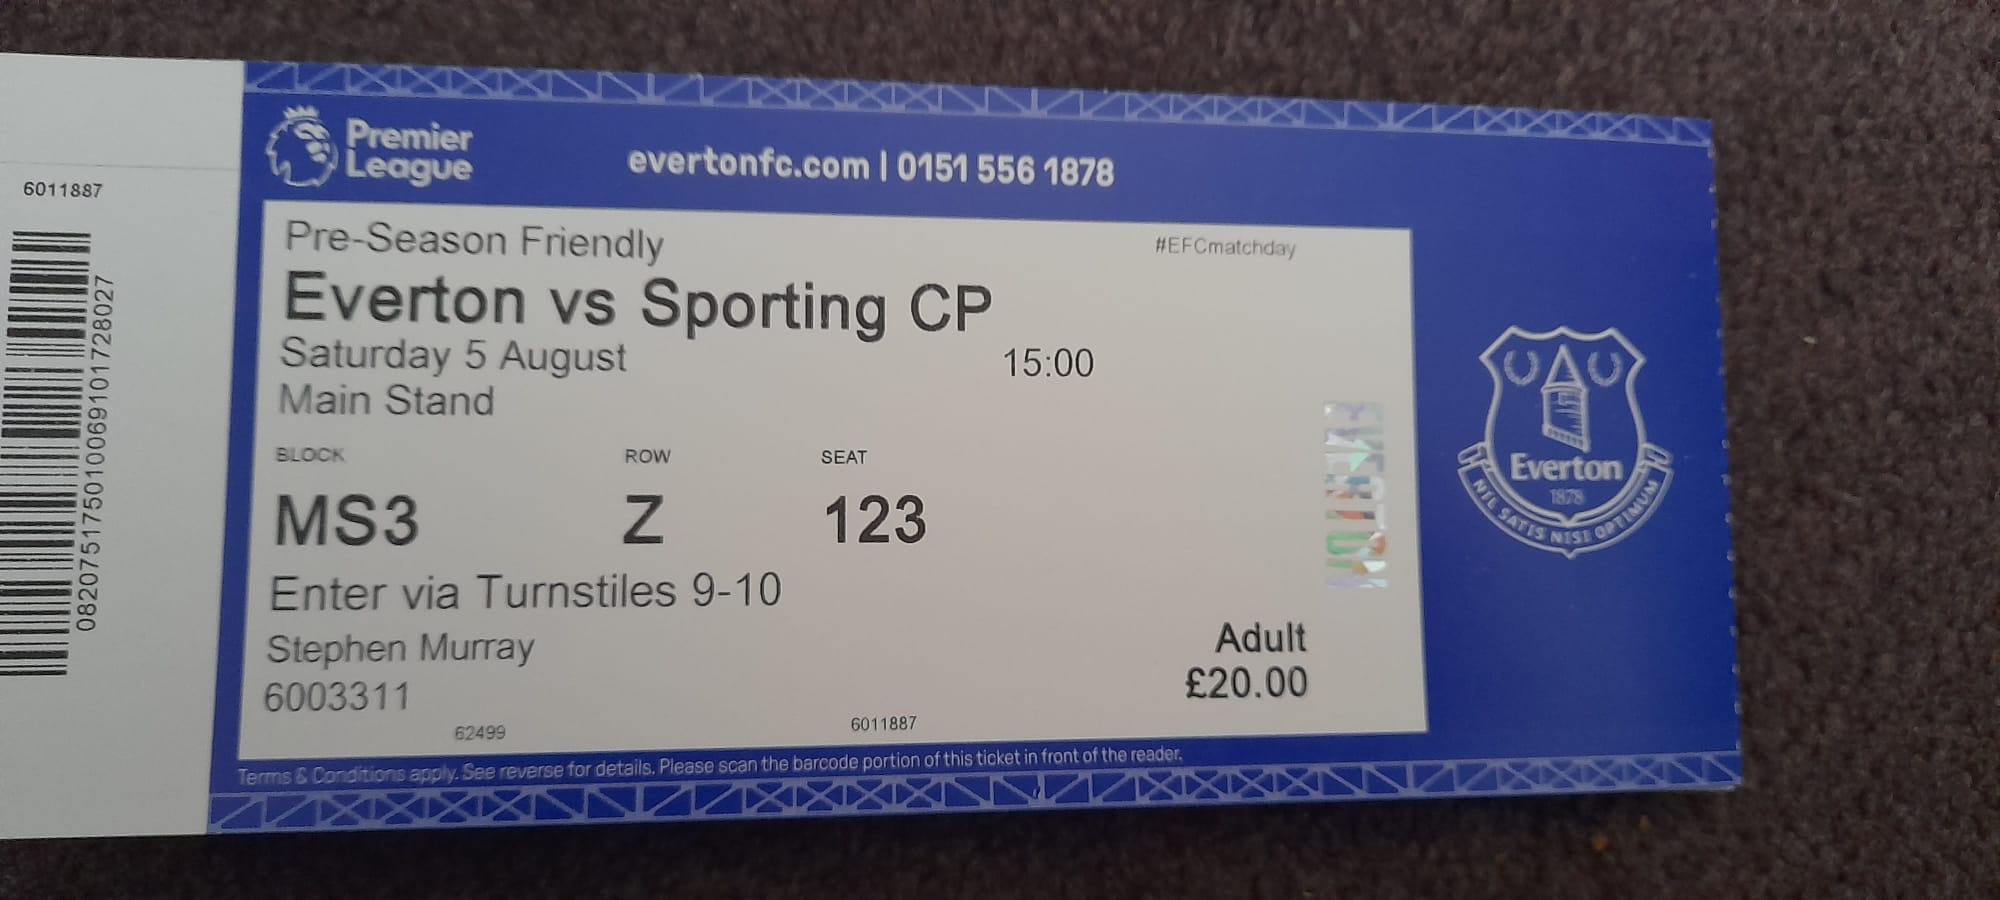 6011887
08207517501006910101728027
Premier
League
evertonfc.com | 0151 556 1878
Pre-Season Friendly
#EFCmatchday
Everton vs Sporting CP
Saturday 5 August
15:00
Main Stand
BLOCK ROW SEAT
MS3 Z 123
Enter via Turnstiles 9-10
Stephen Murray
6003311
Adult
£20.00
62499
6011887
Terms & Conditions apply. See reverse for details. Please scan the barcode portion of this ticket in front of the reader.
EVERTON
Everton
1878
NIL SATIS NISI OPTIMUM